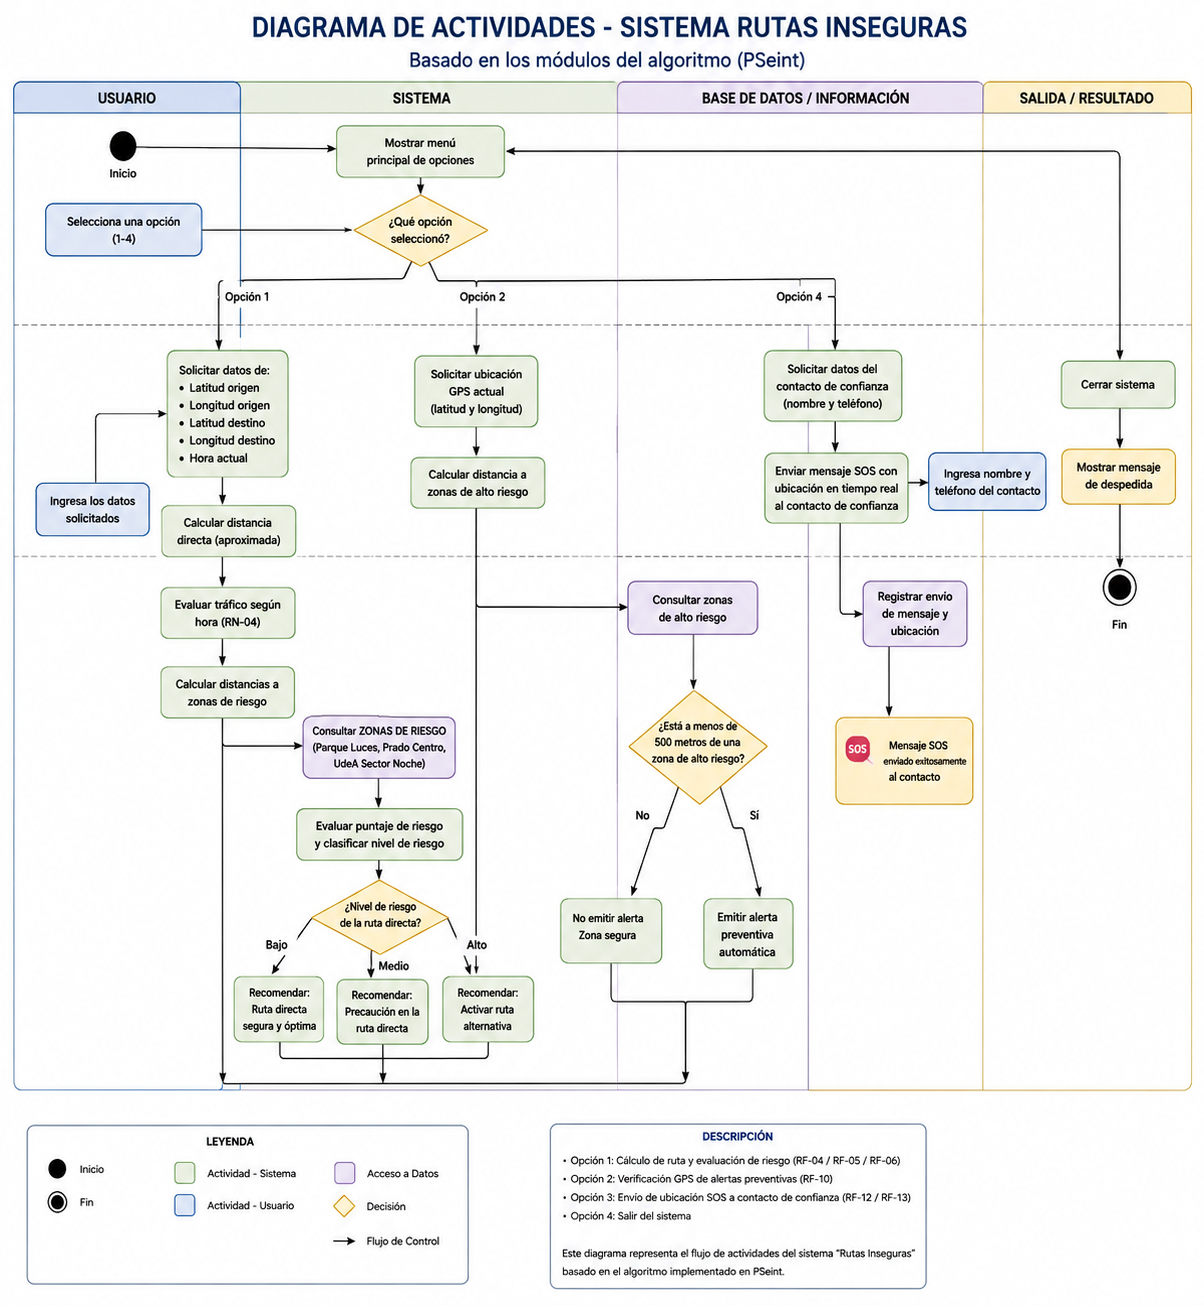 DIAGRAMA DE ACTIVIDADES - SISTEMA RUTAS INSEGURAS
Basado en los módulos del algoritmo (PSeint)
USUARIO
SISTEMA
BASE DE DATOS / INFORMACIÓN
SALIDA / RESULTADO
Inicio
Mostrar menú
principal de opciones
Selecciona una opción
(1-4)
¿Qué opción
seleccionó?
Opción 1
Opción 2
Opción 4
Solicitar datos de:
• Latitud origen
• Longitud origen
• Latitud destino
• Longitud destino
• Hora actual
Ingresa los datos
solicitados
Calcular distancia
directa (aproximada)
Solicitar ubicación
GPS actual
(latitud y longitud)
Calcular distancia a
zonas de alto riesgo
Solicitar datos del
contacto de confianza
(nombre y teléfono)
Enviar mensaje SOS con
ubicación en tiempo real
al contacto de confianza
Ingresa nombre y
teléfono del contacto
Cerrar sistema
Mostrar mensaje
de despedida
Fin
Evaluar tráfico según
hora (RN-04)
Calcular distancias a
zonas de riesgo
Consultar ZONAS DE RIESGO
(Parque Luces, Prado Centro,
UdeA Sector Noche)
Evaluar puntaje de riesgo
y clasificar nivel de riesgo
¿Nivel de riesgo
de la ruta directa?
Bajo
Medio
Alto
Recomendar:
Ruta directa
segura y óptima
Recomendar:
Precaución en la
ruta directa
Recomendar:
Activar ruta
alternativa
Consultar zonas
de alto riesgo
¿Está a menos de
500 metros de una
zona de alto riesgo?
No
Sí
No emitir alerta
Zona segura
Emitir alerta
preventiva
automática
Registrar envío
de mensaje y
ubicación
SOS
Mensaje SOS
enviado exitosamente
al contacto
LEYENDA
Inicio
Fin
Actividad - Sistema
Actividad - Usuario
Acceso a Datos
Decisión
Flujo de Control
DESCRIPCIÓN
• Opción 1: Cálculo de ruta y evaluación de riesgo (RF-04 / RF-05 / RF-06)
• Opción 2: Verificación GPS de alertas preventivas (RF-10)
• Opción 3: Envío de ubicación SOS a contacto de confianza (RF-12 / RF-13)
• Opción 4: Salir del sistema
Este diagrama representa el flujo de actividades del sistema "Rutas Inseguras"
basado en el algoritmo implementado en PSeint.